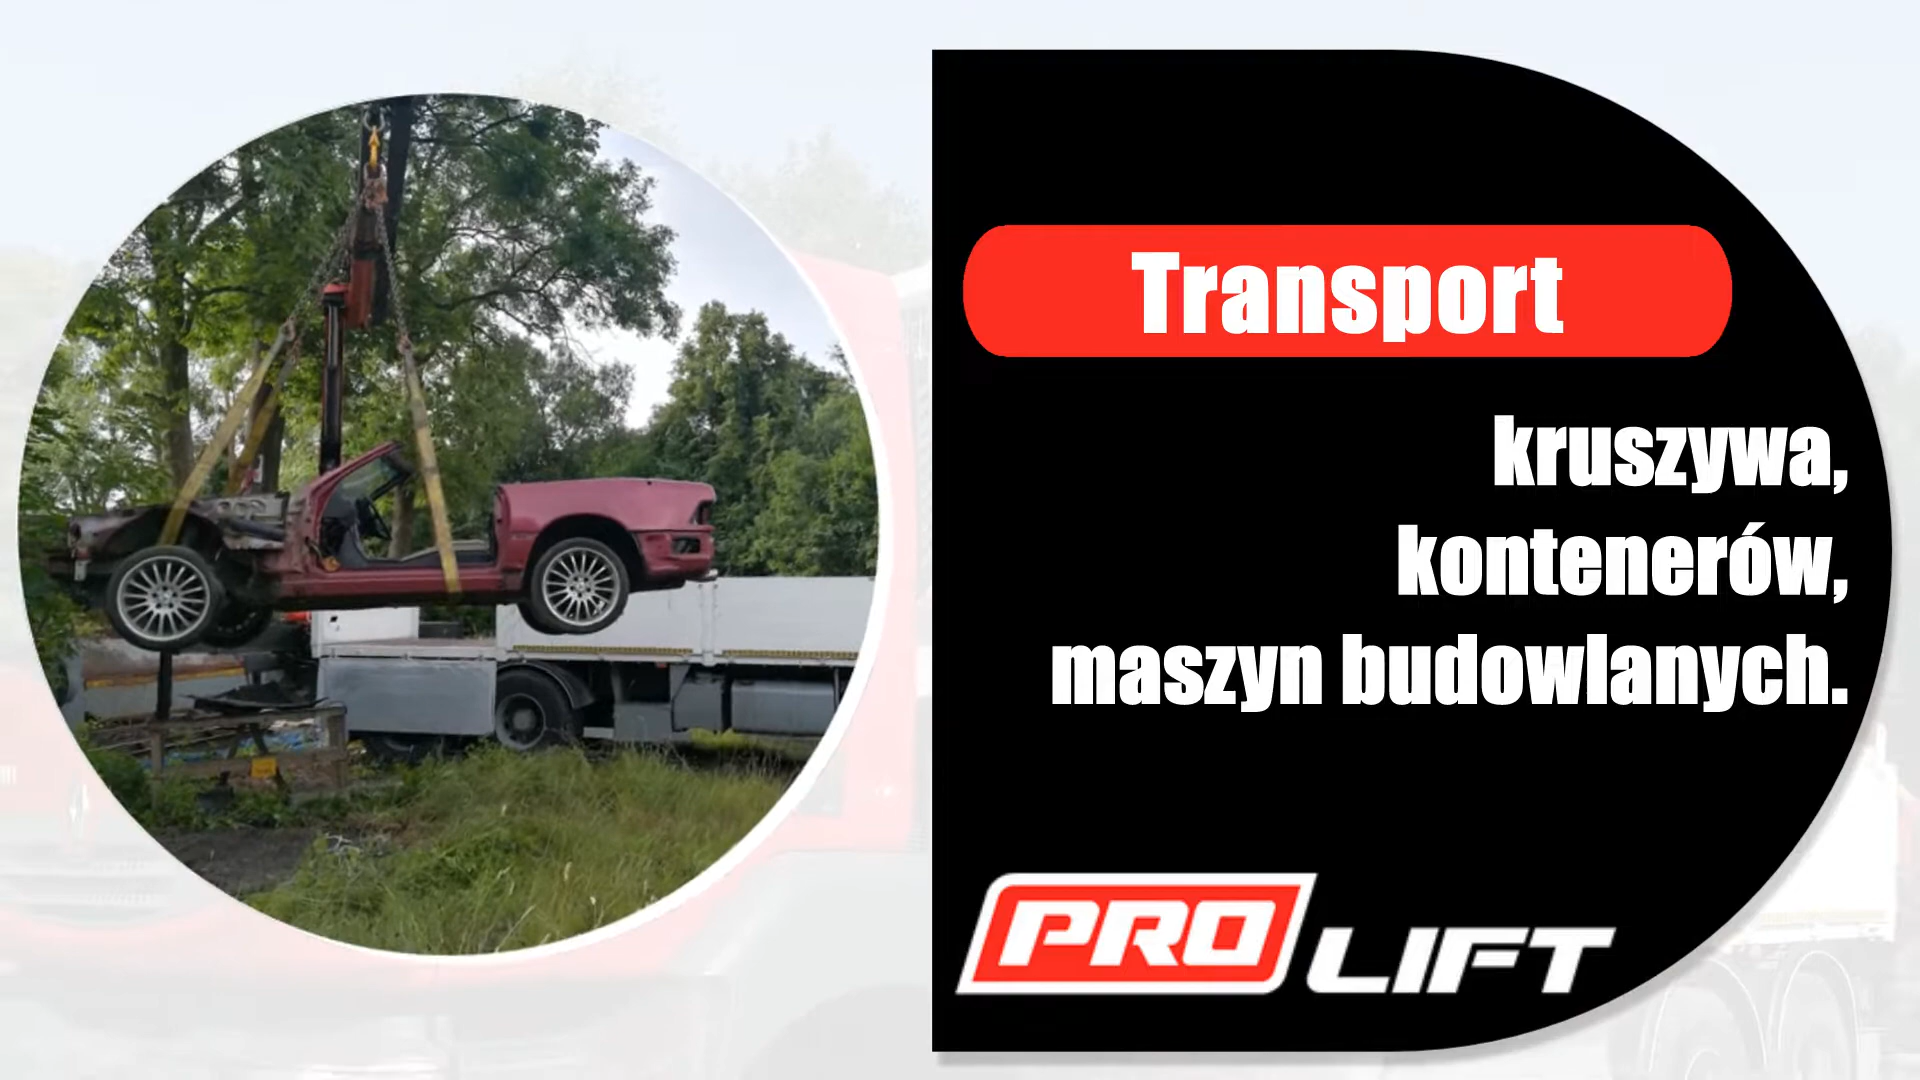 Transport
kruszywa,
kontenerów,
maszyn budowlanych.
PRO LIFT